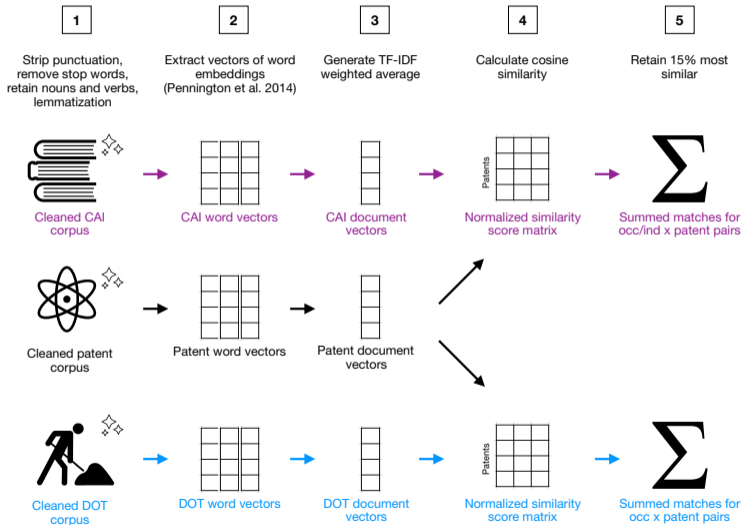 1
2
3
4
5
Strip punctuation,
remove stop words,
retain nouns and verbs,
lemmatization
Extract vectors of word
embeddings
(Pennington et al. 2014)
Generate TF-IDF
weighted average
Calculate cosine
similarity
Retain 15% most
similar
Patents
Cleaned CAI
corpus
CAI word vectors
CAI document
vectors
Normalized similarity
score matrix
Summed matches for
occ/ind x patent pairs
Cleaned patent
corpus
Patent word vectors
Patent document
vectors
Patents
Cleaned DOT
corpus
DOT word vectors
DOT document
vectors
Normalized similarity
score matrix
Summed matches for
occ x patent pairs